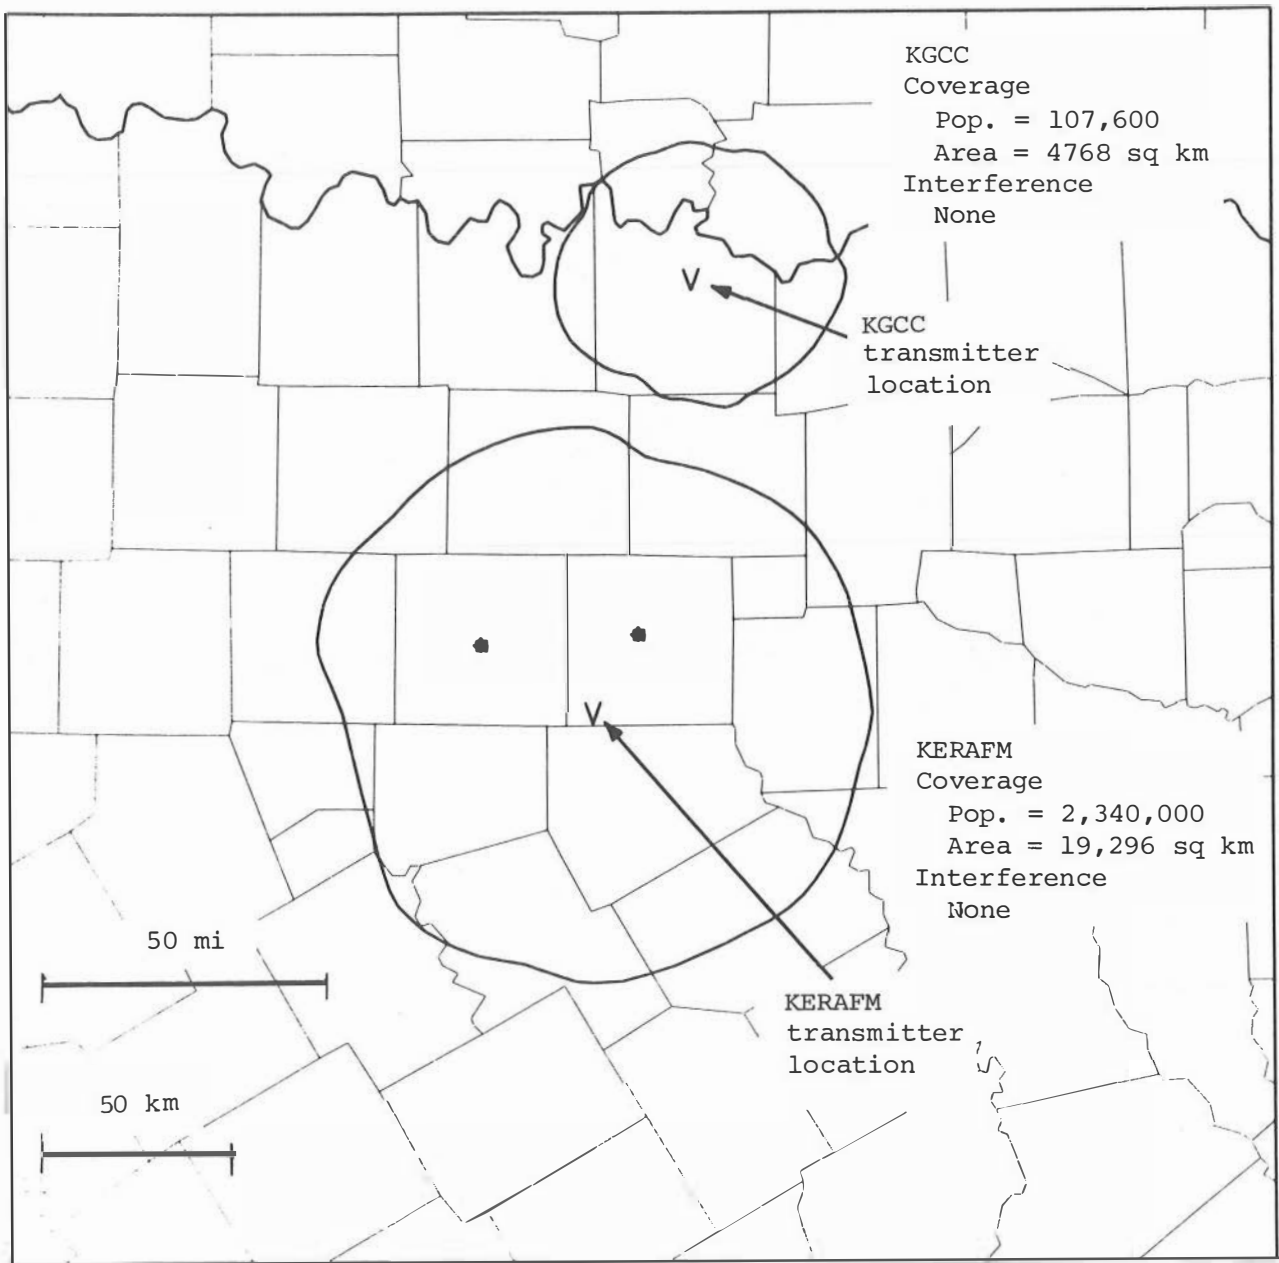 KGCC
Coverage
Pop. = 107,600
Area = 4768 sq km
Interference
None
V
KGCC
transmitter
location
V
KERAFM
Coverage
Pop. = 2,340,000
Area = 19,296 sq km
Interference
None
50 mi
KERAFM
transmitter
location
50 km